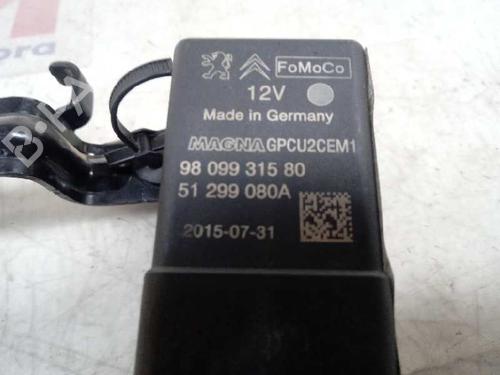 FoMoCo
12V
Made in Germany
MAGNA GPCU2CEM1
98 099 315 80
51 299 080A
2015-07-31